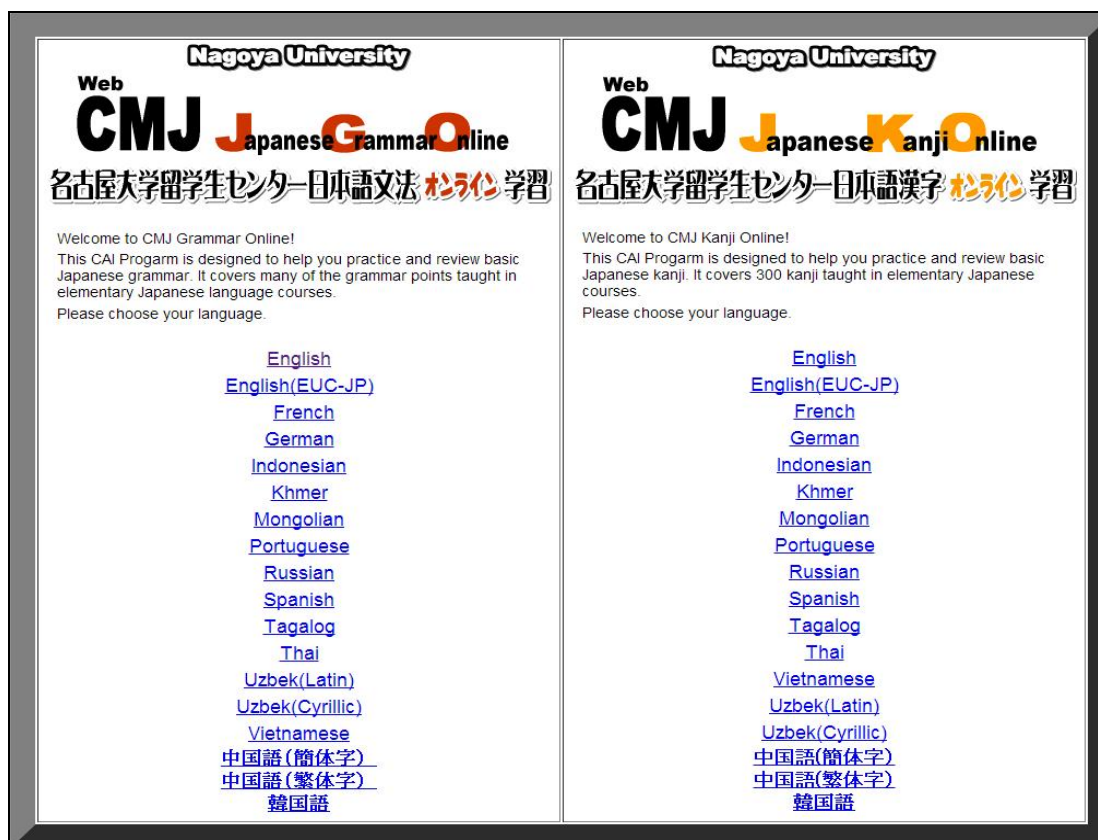 Nagoya University
Web
CMJ Japanese Grammar Online
名古屋大学留学生センター日本語文法 オンライン 学習
Welcome to CMJ Grammar Online!
This CAI Progarm is designed to help you practice and review basic
Japanese grammar. It covers many of the grammar points taught in
elementary Japanese language courses.
Please choose your language.
English
English(EUC-JP)
French
German
Indonesian
Khmer
Mongolian
Portuguese
Russian
Spanish
Tagalog
Thai
Uzbek(Latin)
Uzbek(Cyrillic)
Vietnamese
中国語(簡体字)
中国語(繁体字)
韓国語
Nagoya University
Web
CMJ Japanese Kanji Online
名古屋大学留学生センター日本語漢字 オンライン 学習
Welcome to CMJ Kanji Online!
This CAI Progarm is designed to help you practice and review basic
Japanese kanji. It covers 300 kanji taught in elementary Japanese
courses.
Please choose your language.
English
English(EUC-JP)
French
German
Indonesian
Khmer
Mongolian
Portuguese
Russian
Spanish
Tagalog
Thai
Vietnamese
Uzbek(Latin)
Uzbek(Cyrillic)
中国語(簡体字)
中国語(繁体字)
韓国語